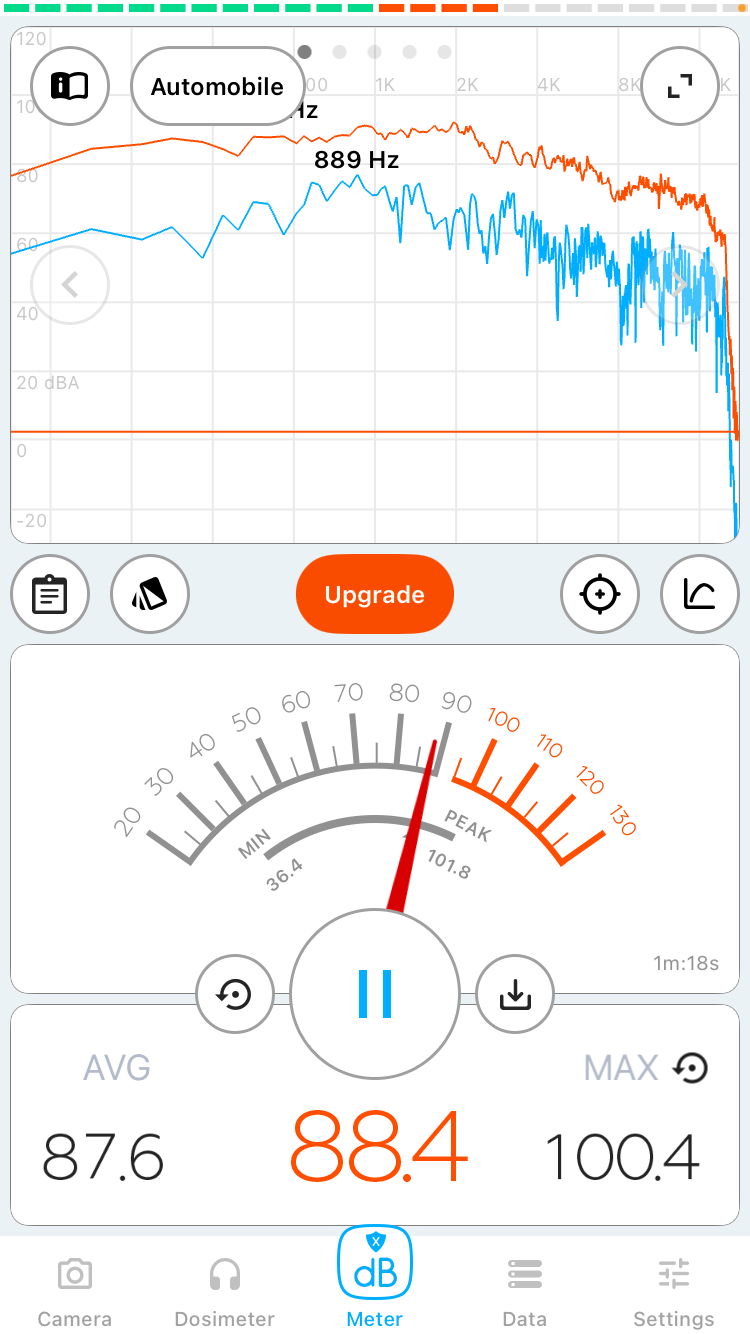 120
Automobile
00 1K 2K 4K 8K K
10
Hz
889 Hz
80
60
40
20 dBA
0
-20
Upgrade
20 30 40 50 60 70 80 90 100 110 120 130
MIN PEAK
36.4 101.8
1m:18s
AVG MAX
87.6 88.4 100.4
X
dB
Camera Dosimeter Meter Data Settings